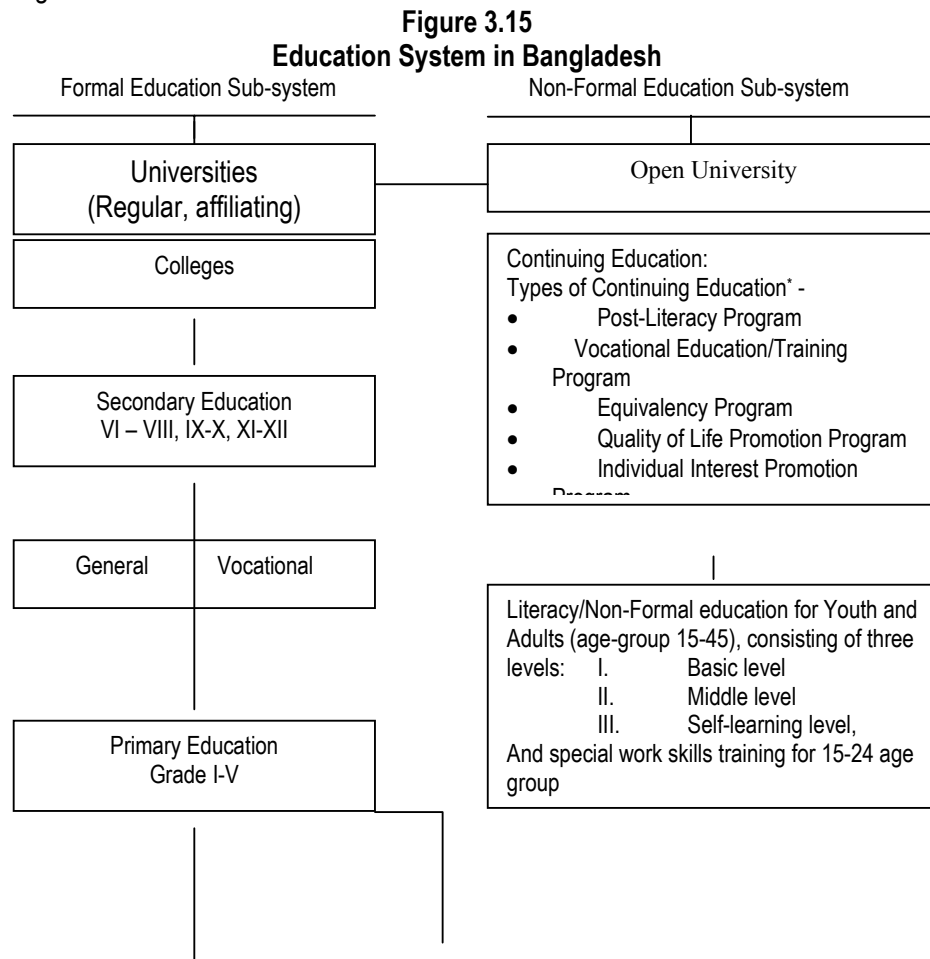 Figure 3.15
Education System in Bangladesh
Formal Education Sub-system
Non-Formal Education Sub-system
Universities
(Regular, affiliating)
Open University
Colleges
Continuing Education:
Types of Continuing Education* -
• Post-Literacy Program
• Vocational Education/Training
Program
• Equivalency Program
• Quality of Life Promotion Program
• Individual Interest Promotion
Program
Secondary Education
VI – VIII, IX-X, XI-XII
General
Vocational
Literacy/Non-Formal education for Youth and
Adults (age-group 15-45), consisting of three
levels: I. Basic level
II. Middle level
III. Self-learning level,
And special work skills training for 15-24 age
group
Primary Education
Grade I-V